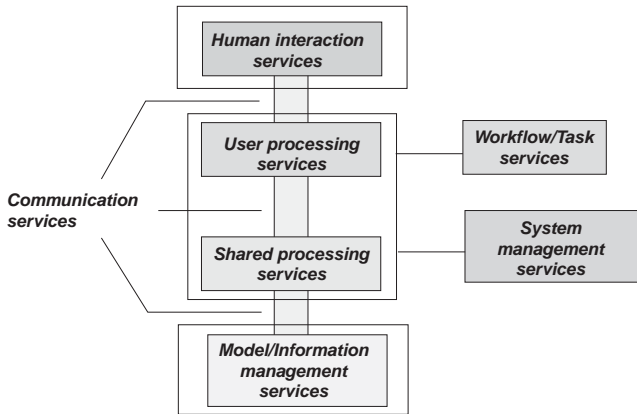 Human interaction
services
User processing
services
Workflow/Task
services
Communication
services
System
management
services
Shared processing
services
Model/Information
management
services